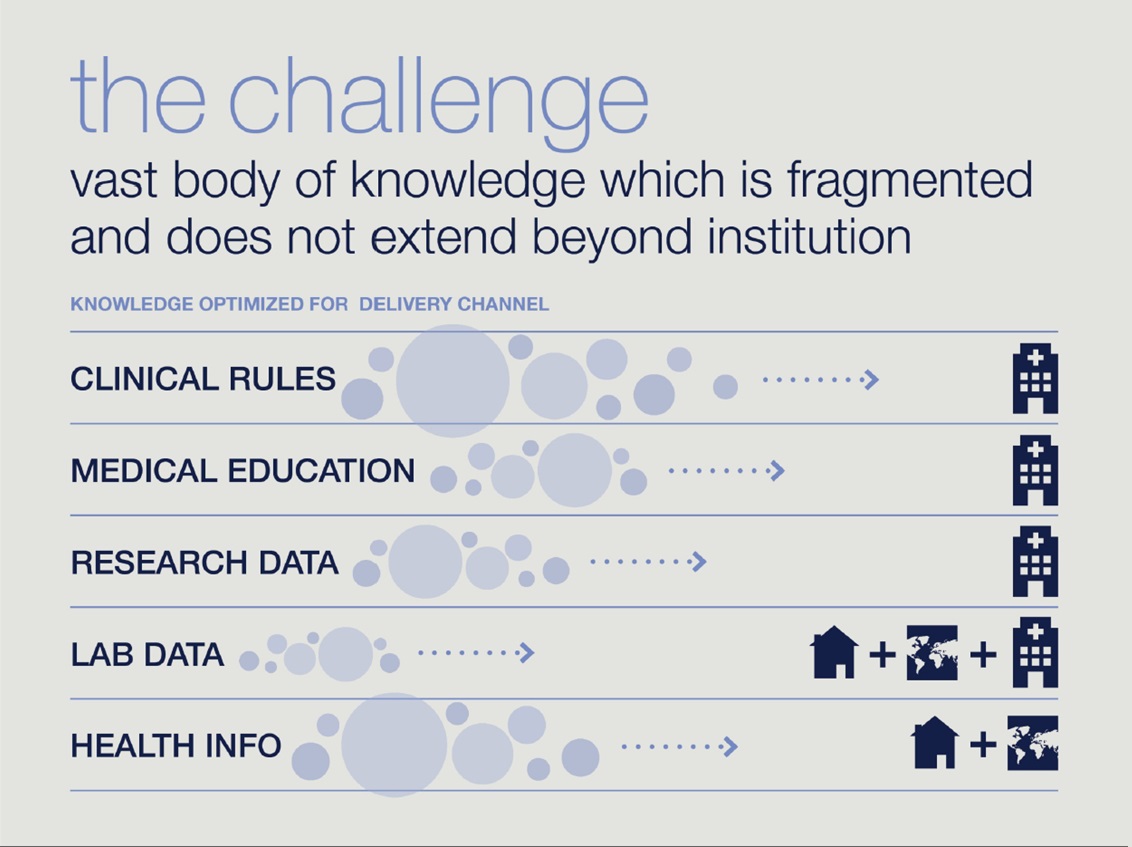 the challenge
vast body of knowledge which is fragmented
and does not extend beyond institution
KNOWLEDGE OPTIMIZED FOR DELIVERY CHANNEL
CLINICAL RULES
MEDICAL EDUCATION
RESEARCH DATA
LAB DATA
+ +
HEALTH INFO
+